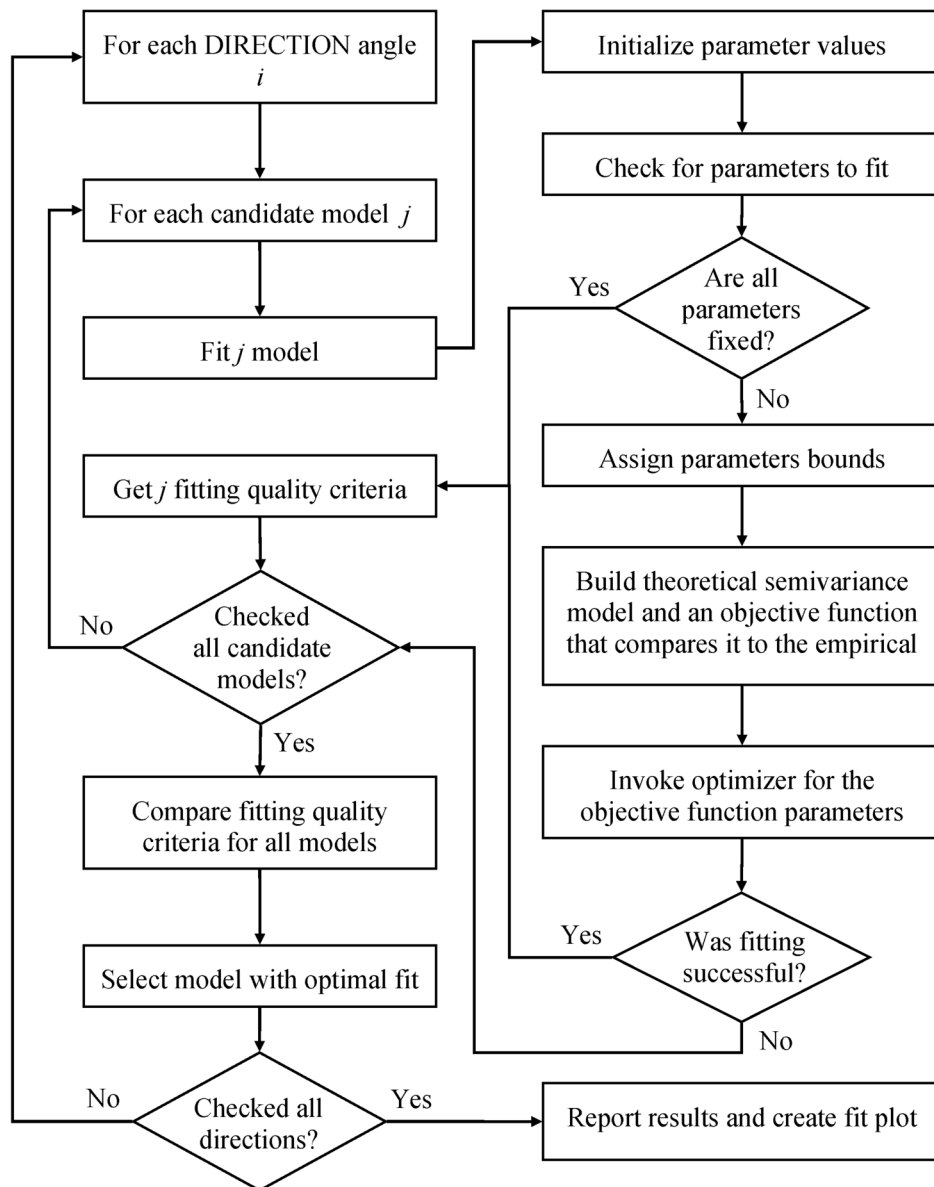 For each DIRECTION angle
i
For each candidate model j
Fit j model
Get j fitting quality criteria
No
Checked
all candidate
models?
Yes
Compare fitting quality
criteria for all models
Select model with optimal fit
No
Checked all
directions?
Yes
Initialize parameter values
Check for parameters to fit
Yes
Are all
parameters
fixed?
No
Assign parameters bounds
Build theoretical semivariance
model and an objective function
that compares it to the empirical
Invoke optimizer for the
objective function parameters
Yes
Was fitting
successful?
No
Report results and create fit plot